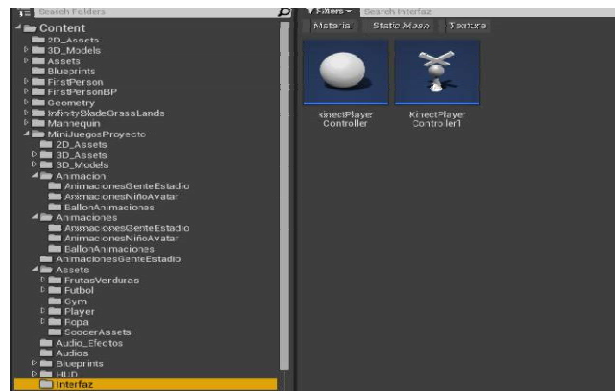 Search Folders
Content
2D_Assets
3D_Models
Assets
Blueprints
FirstPerson
FirstPersonBP
Geometry
InfinityBladeGrassLands
Mannequin
MiniJuegosProyecto
2D_Assets
3D_Assets
3D_Models
Animacion
AnimacionesGenteEstadio
AnimacionesNiñoAvatar
BallonAnimaciones
Animaciones
AnimacionesGenteEstadio
AnimacionesNiñoAvatar
BallonAnimaciones
AnimacionesGenteEstadio
Assets
FrutasVerduras
Futbol
Gym
Player
Ropa
SoccerAssets
Audio_Efectos
Audios
Blueprints
HUD
Interfaz
Filters Search Interfaz
Materia Static Mesh Texture
kinectPlayer
Controller
KinectPlayer
Controller1